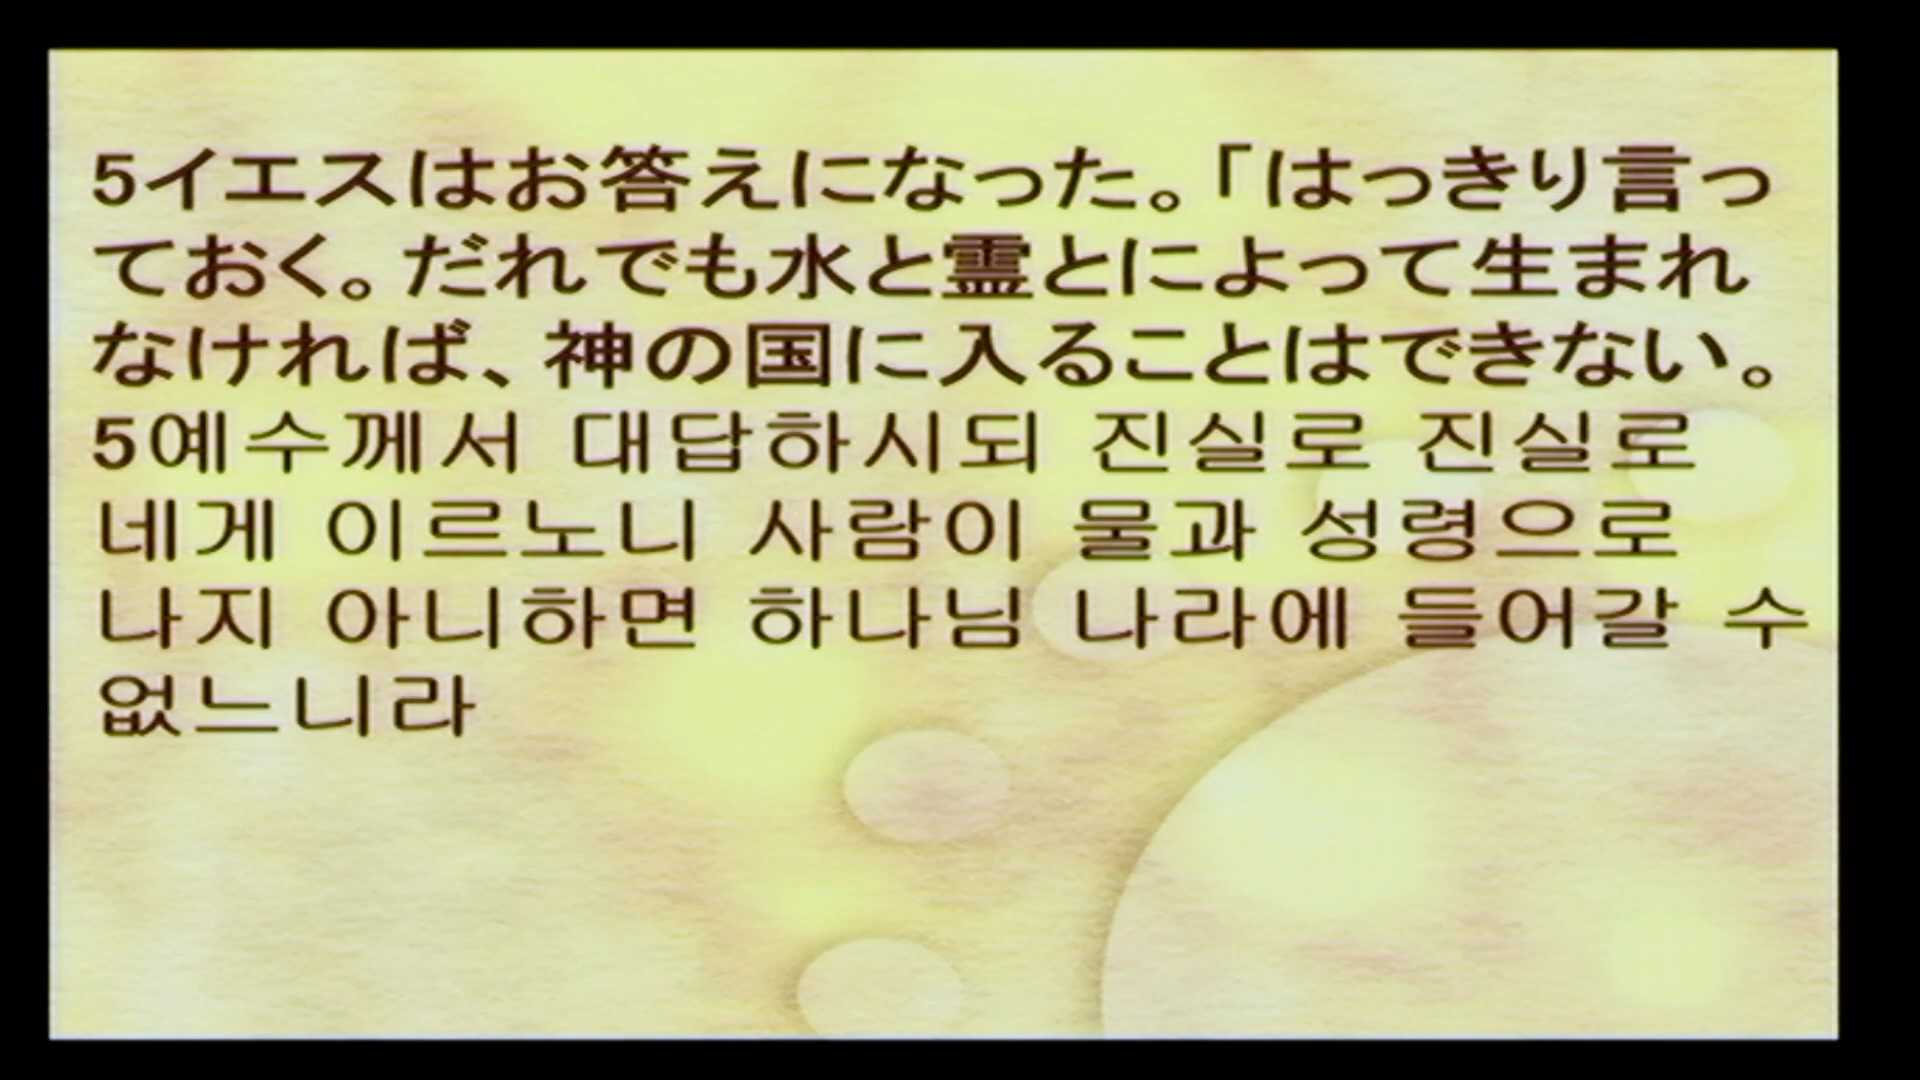 5イエスはお答えになった。「はっきり言っ
ておく。だれでも水と霊とによって生まれ
なければ、神の国に入ることはできない。
5예수께서 대답하시되 진실로 진실로
네게 이르노니 사람이 물과 성령으로
나지 아니하면 하나님 나라에 들어갈 수
없느니라